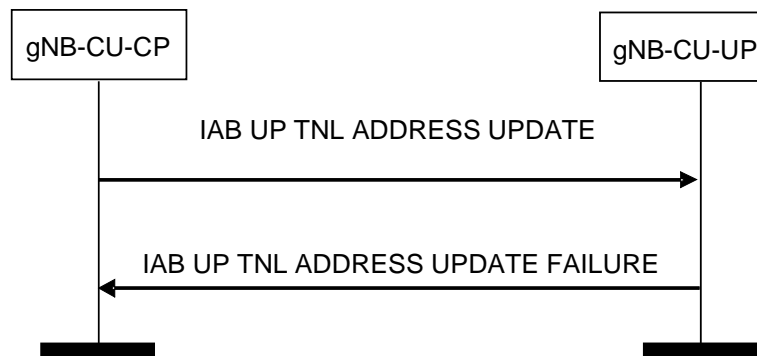 gNB-CU-CP
gNB-CU-UP
IAB UP TNL ADDRESS UPDATE
IAB UP TNL ADDRESS UPDATE FAILURE